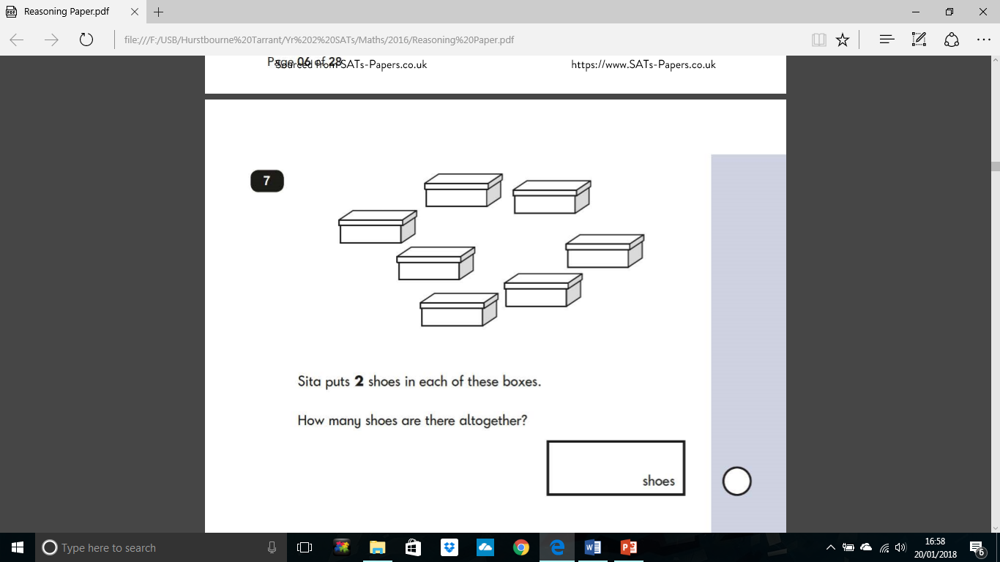 Reasoning Paper.pdf
file:///F:/USB/Hurstbourne%20Tarrant/Yr%202%20SATs/Maths/2016/Reasoning%20Paper.pdf
Page 06 of 28
Sourced from SATs-Papers.co.uk
https://www.SATs-Papers.co.uk
7
Sita puts 2 shoes in each of these boxes.
How many shoes are there altogether?
shoes
Type here to search
16:58
20/01/2018
6